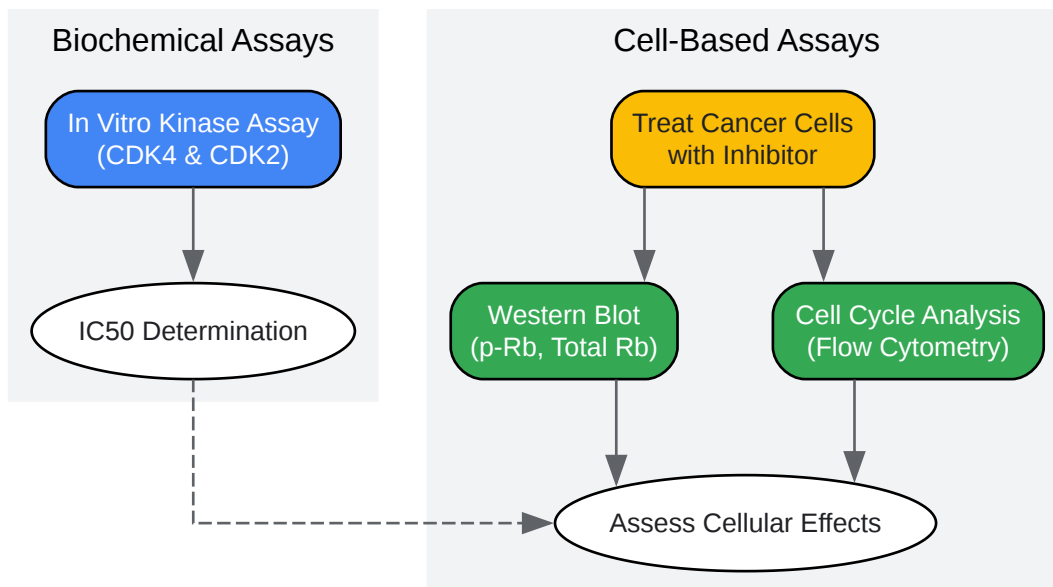 Biochemical Assays
In Vitro Kinase Assay
(CDK4 & CDK2)
IC50 Determination
Cell-Based Assays
Treat Cancer Cells
with Inhibitor
Western Blot
(p-Rb, Total Rb)
Cell Cycle Analysis
(Flow Cytometry)
Assess Cellular Effects